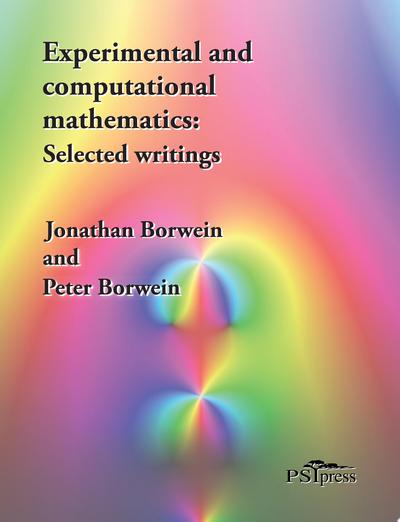 Experimental and
computational
mathematics:
Selected writings
Jonathan Borwein
and
Peter Borwein
PSIpress